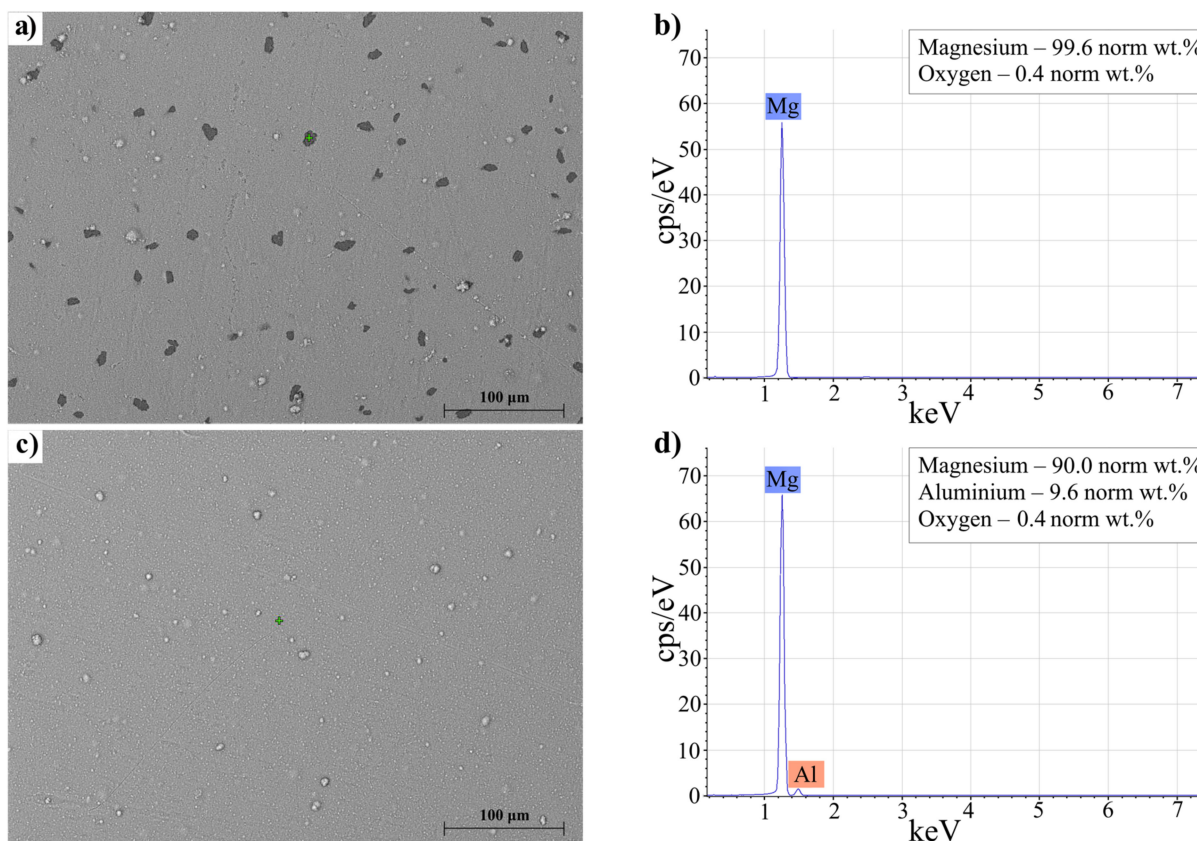 a)
100 μm
b)
Magnesium – 99.6 norm wt.%
Oxygen – 0.4 norm wt.%
Mg
70
60
50
40
30
20
10
0
cps/eV
1 2 3 4 5 6 7
keV
c)
100 μm
d)
Magnesium – 90.0 norm wt.%
Aluminium – 9.6 norm wt.%
Oxygen – 0.4 norm wt.%
Mg
Al
70
60
50
40
30
20
10
0
cps/eV
1 2 3 4 5 6 7
keV